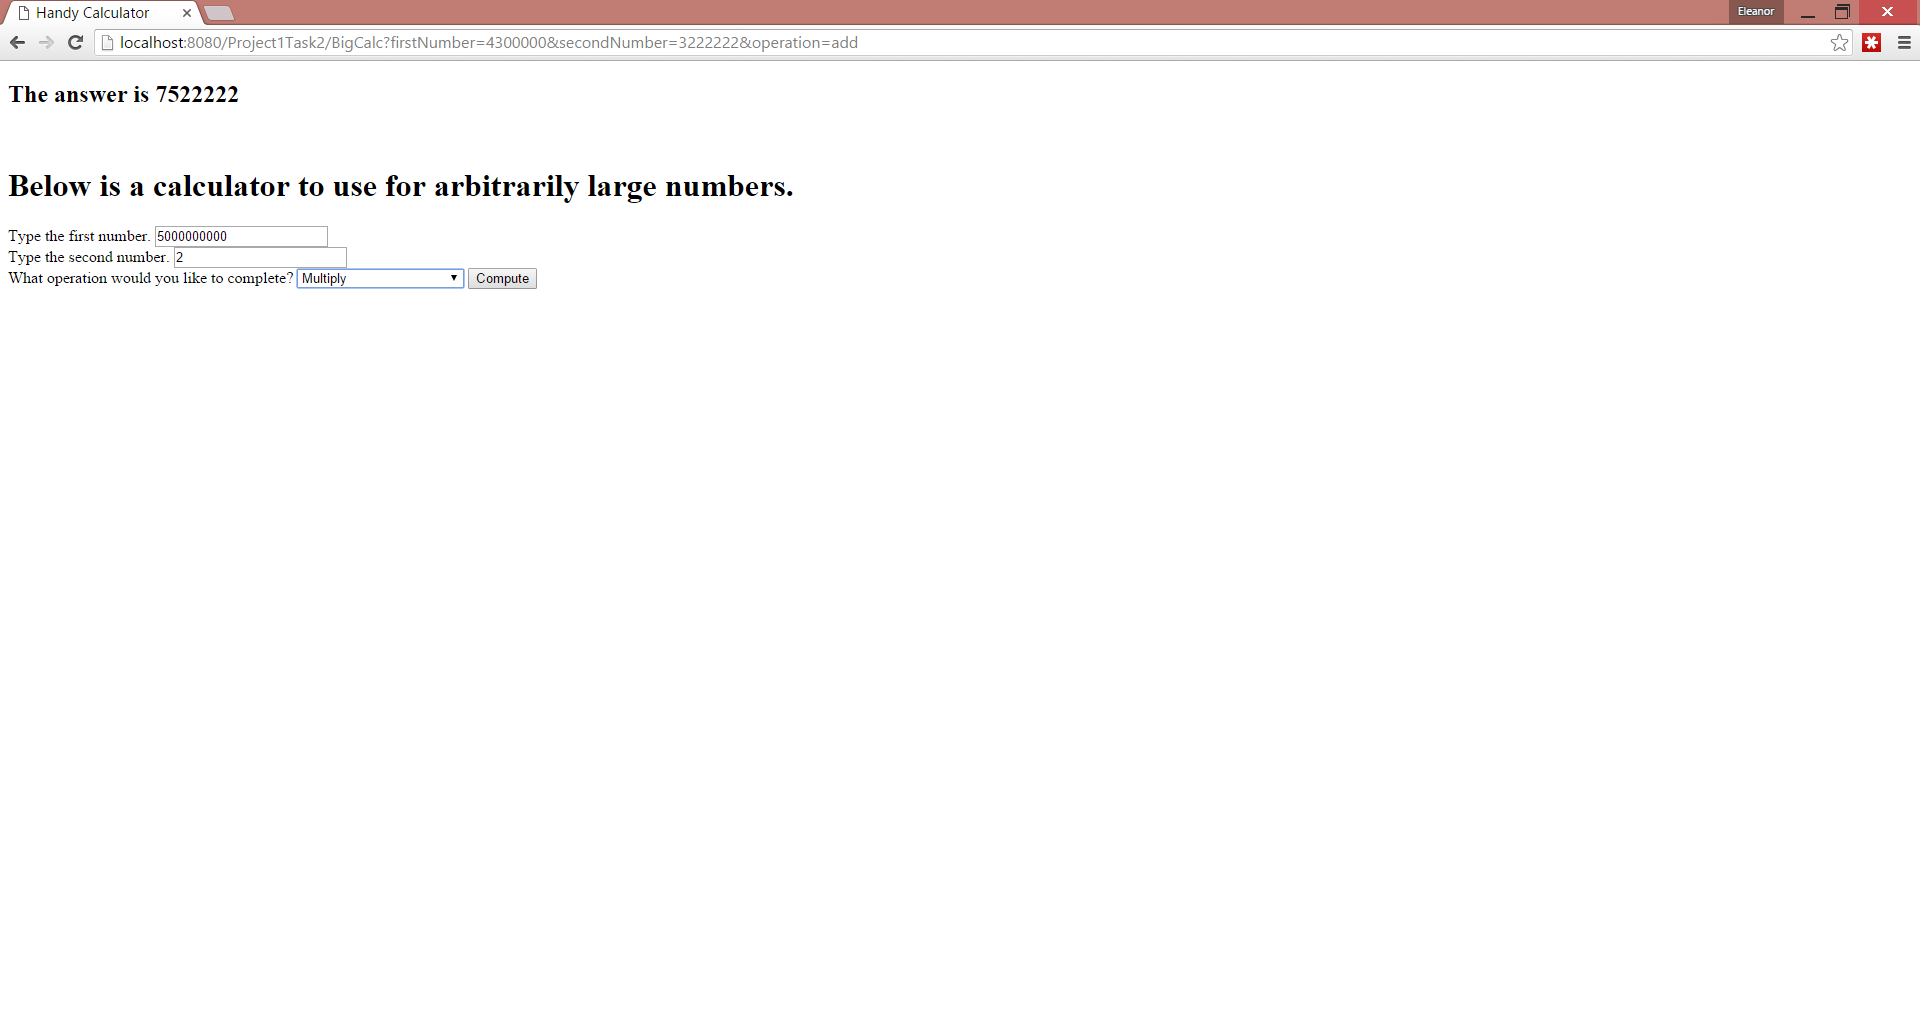 Handy Calculator
Eleanor
localhost:8080/Project1Task2/BigCalc?firstNumber=4300000&secondNumber=3222222&operation=add
The answer is 7522222
Below is a calculator to use for arbitrarily large numbers.
Type the first number. 5000000000
Type the second number. 2
What operation would you like to complete? Multiply Compute